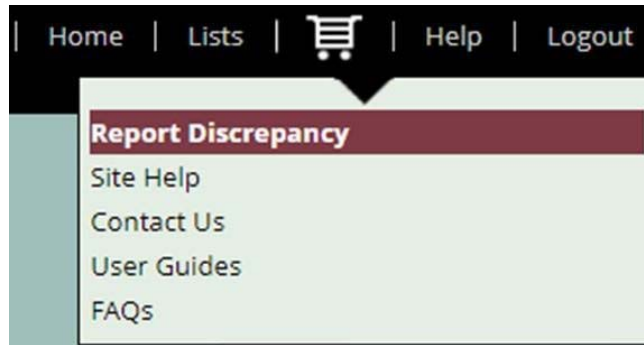 | Home | Lists | | Help | Logout
Report Discrepancy
Site Help
Contact Us
User Guides
FAQs